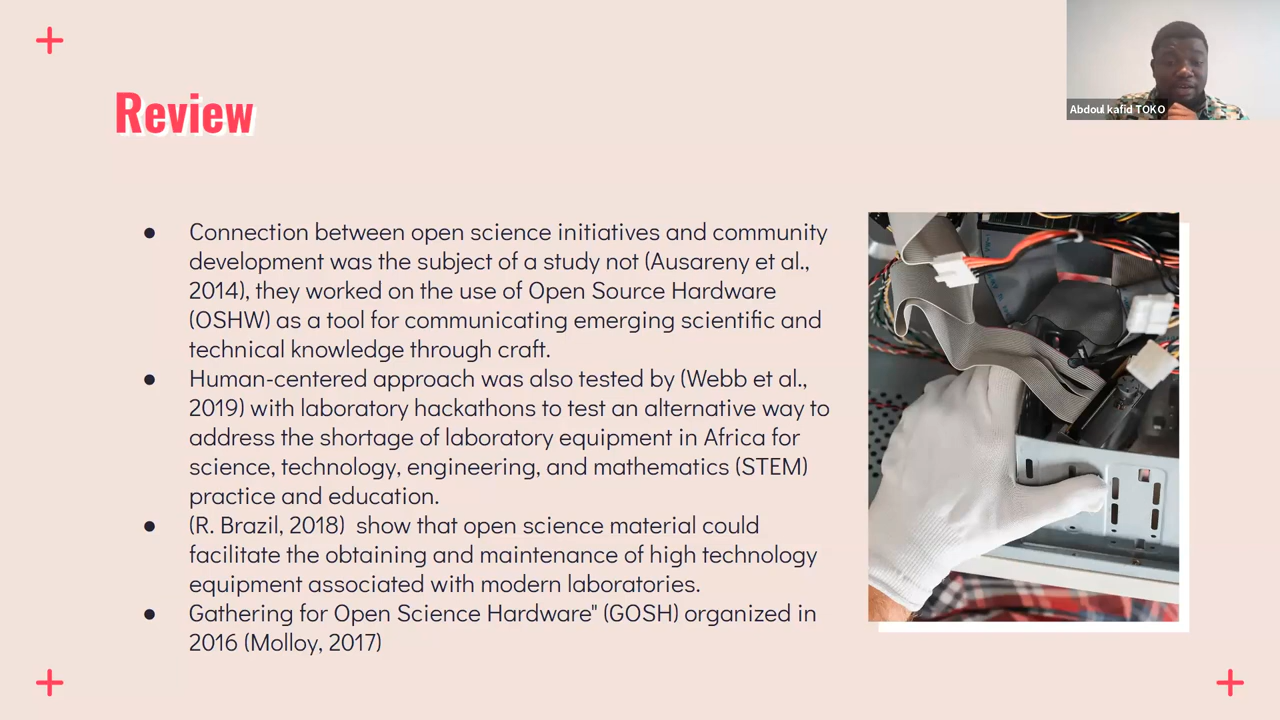 Abdoul kafid TOKO
Review
● Connection between open science initiatives and community
development was the subject of a study not (Ausareny et al.,
2014), they worked on the use of Open Source Hardware
(OSHW) as a tool for communicating emerging scientific and
technical knowledge through craft.
● Human-centered approach was also tested by (Webb et al.,
2019) with laboratory hackathons to test an alternative way to
address the shortage of laboratory equipment in Africa for
science, technology, engineering, and mathematics (STEM)
practice and education.
● (R. Brazil, 2018)  show that open science material could
facilitate the obtaining and maintenance of high technology
equipment associated with modern laboratories.
● Gathering for Open Science Hardware" (GOSH) organized in
2016 (Molloy, 2017)